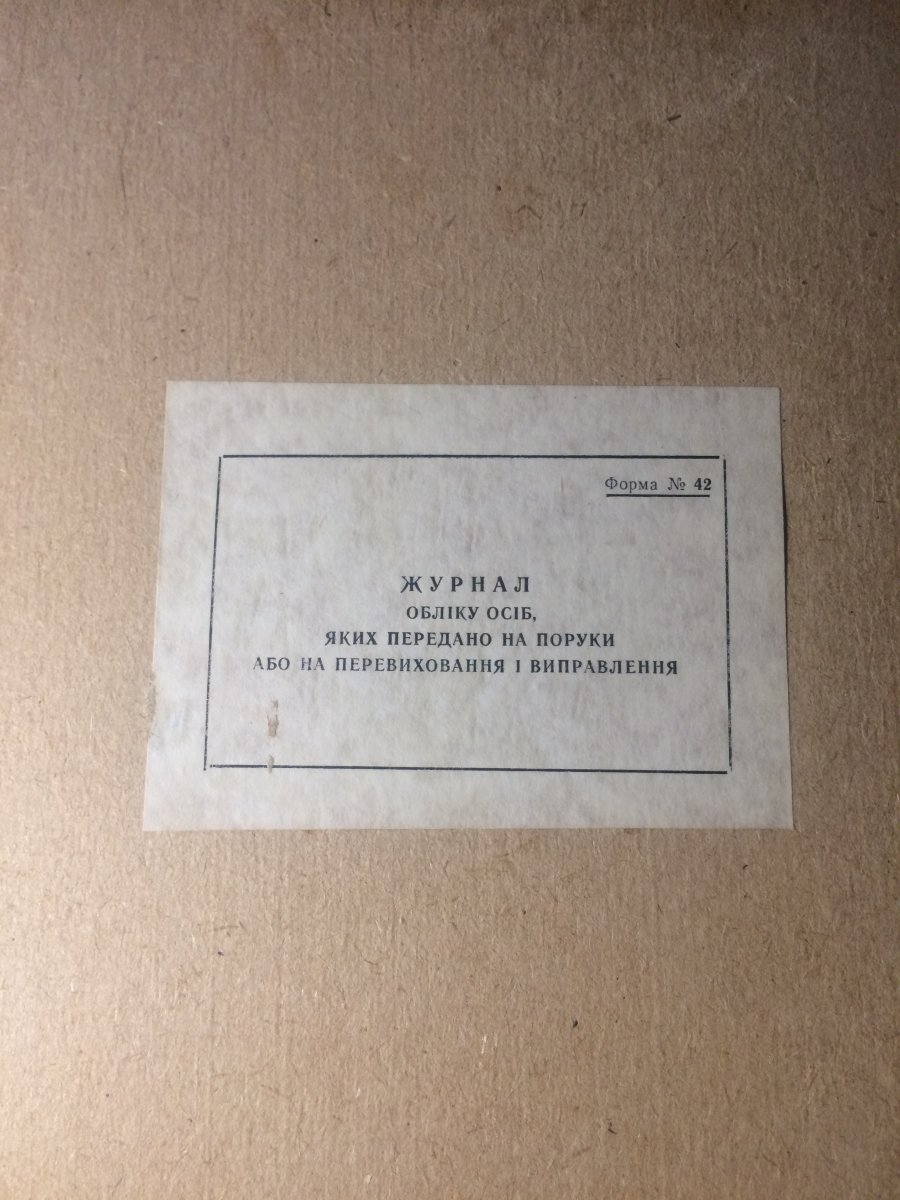 Форма № 42
ЖУРНАЛ
ОБЛІКУ ОСІБ,
ЯКИХ ПЕРЕДАНО НА ПОРУКИ
АБО НА ПЕРЕВИХОВАННЯ І ВИПРАВЛЕННЯ